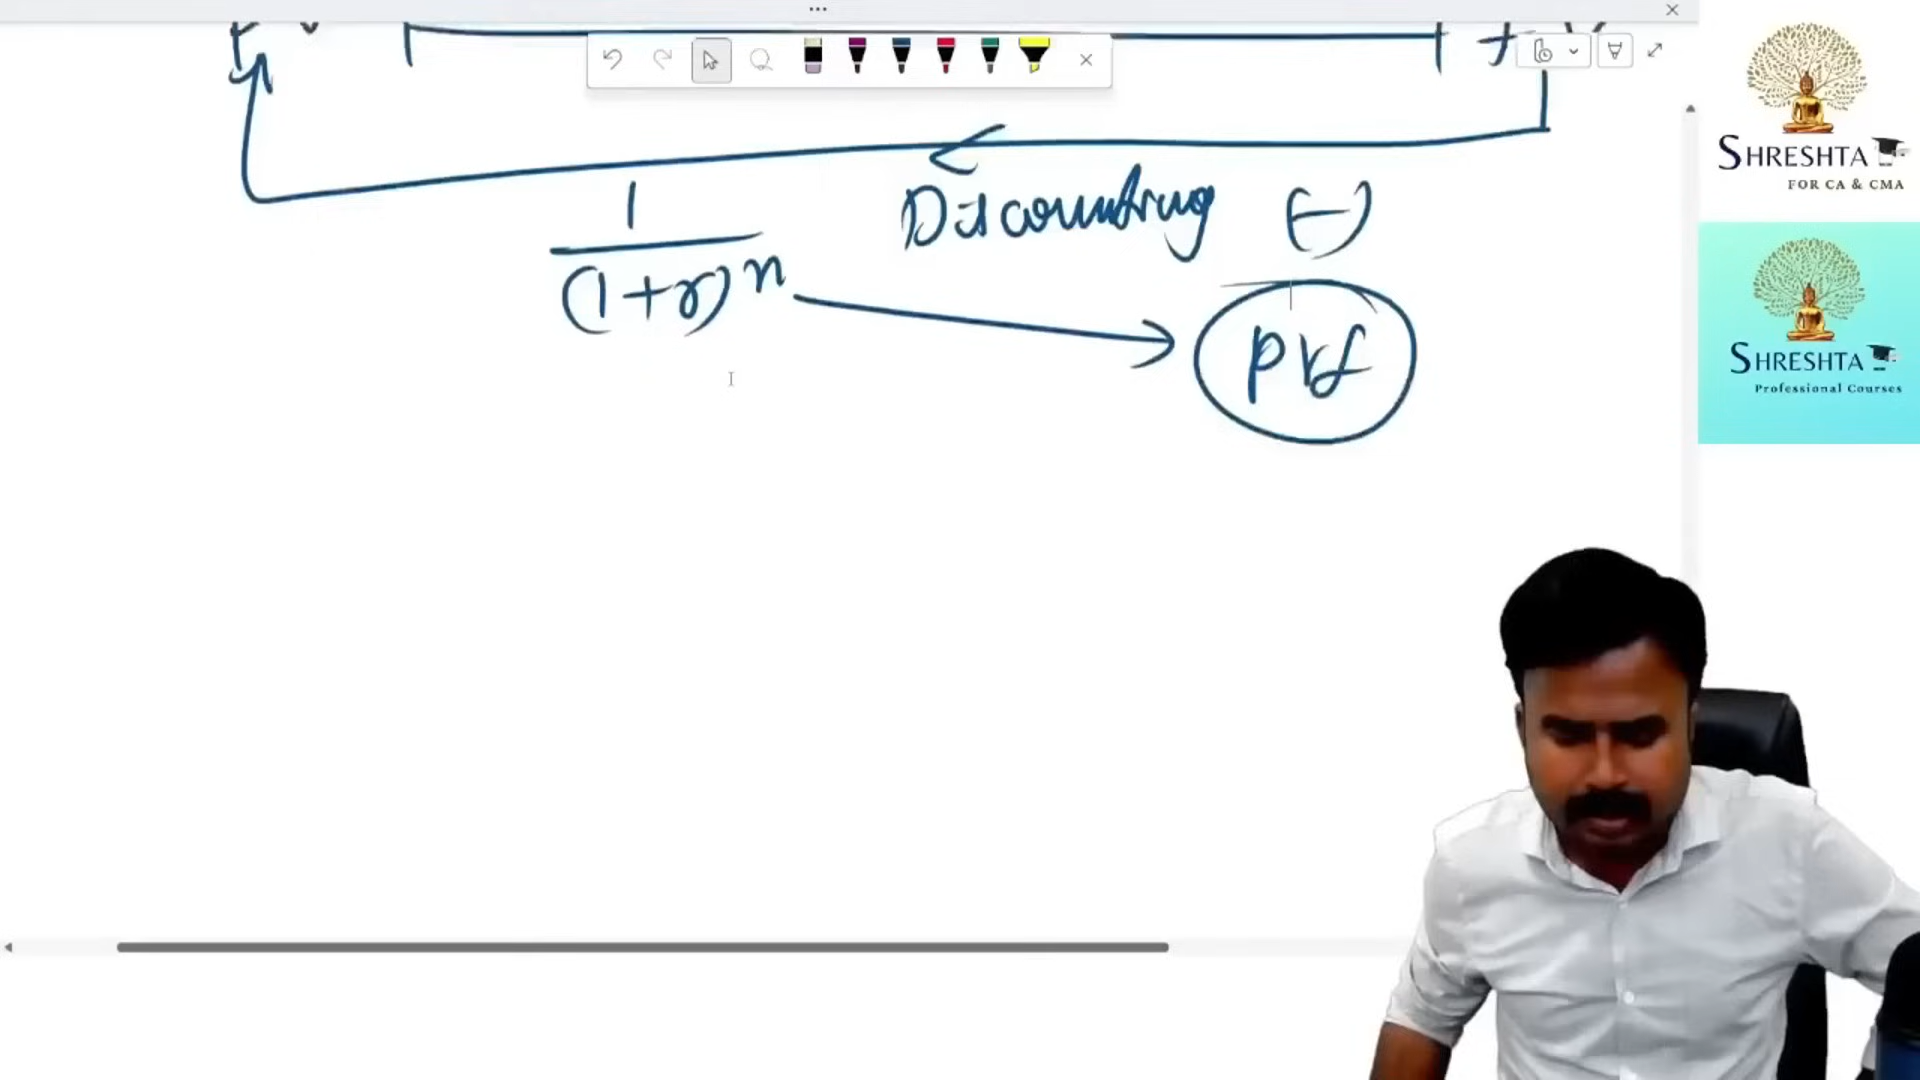 Discounting (-)
1
(1+r)^n
pvf
SHRESHTA
FOR CA & CMA
SHRESHTA
Professional Courses